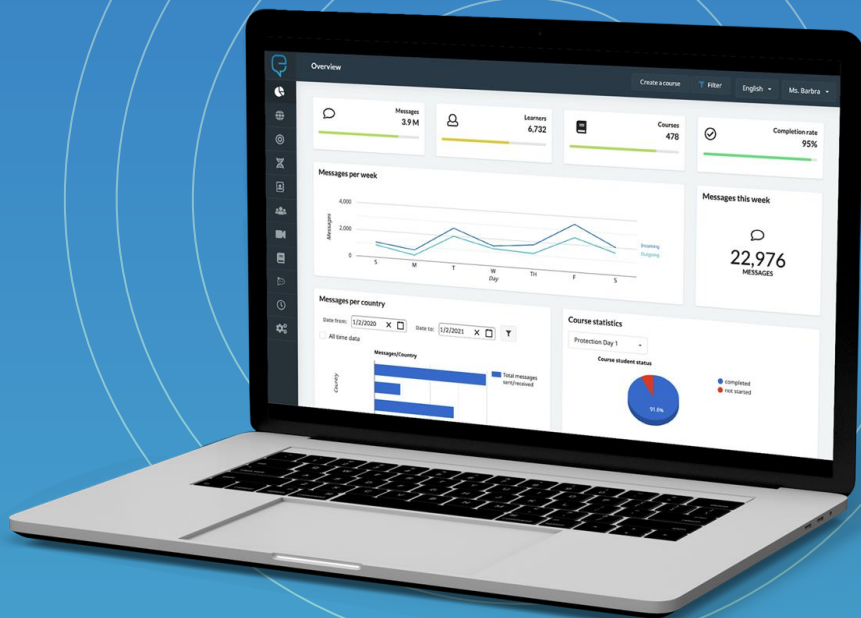 Overview
Create a course
Filter
English
Ms. Barbra
Messages
3.9 M
Learners
6,732
Courses
478
Completion rate
95%
Messages per week
4,000
2,000
0
Messages
S
M
T
W
TH
F
S
Day
Incoming
Outgoing
Messages this week
22,976
MESSAGES
Messages per country
Date from:
1/2/2020
Date to:
1/2/2021
All time data
Messages/Country
Country
Total messages
sent/received
Course statistics
Protection Day 1
Course student status
91.6%
completed
not started